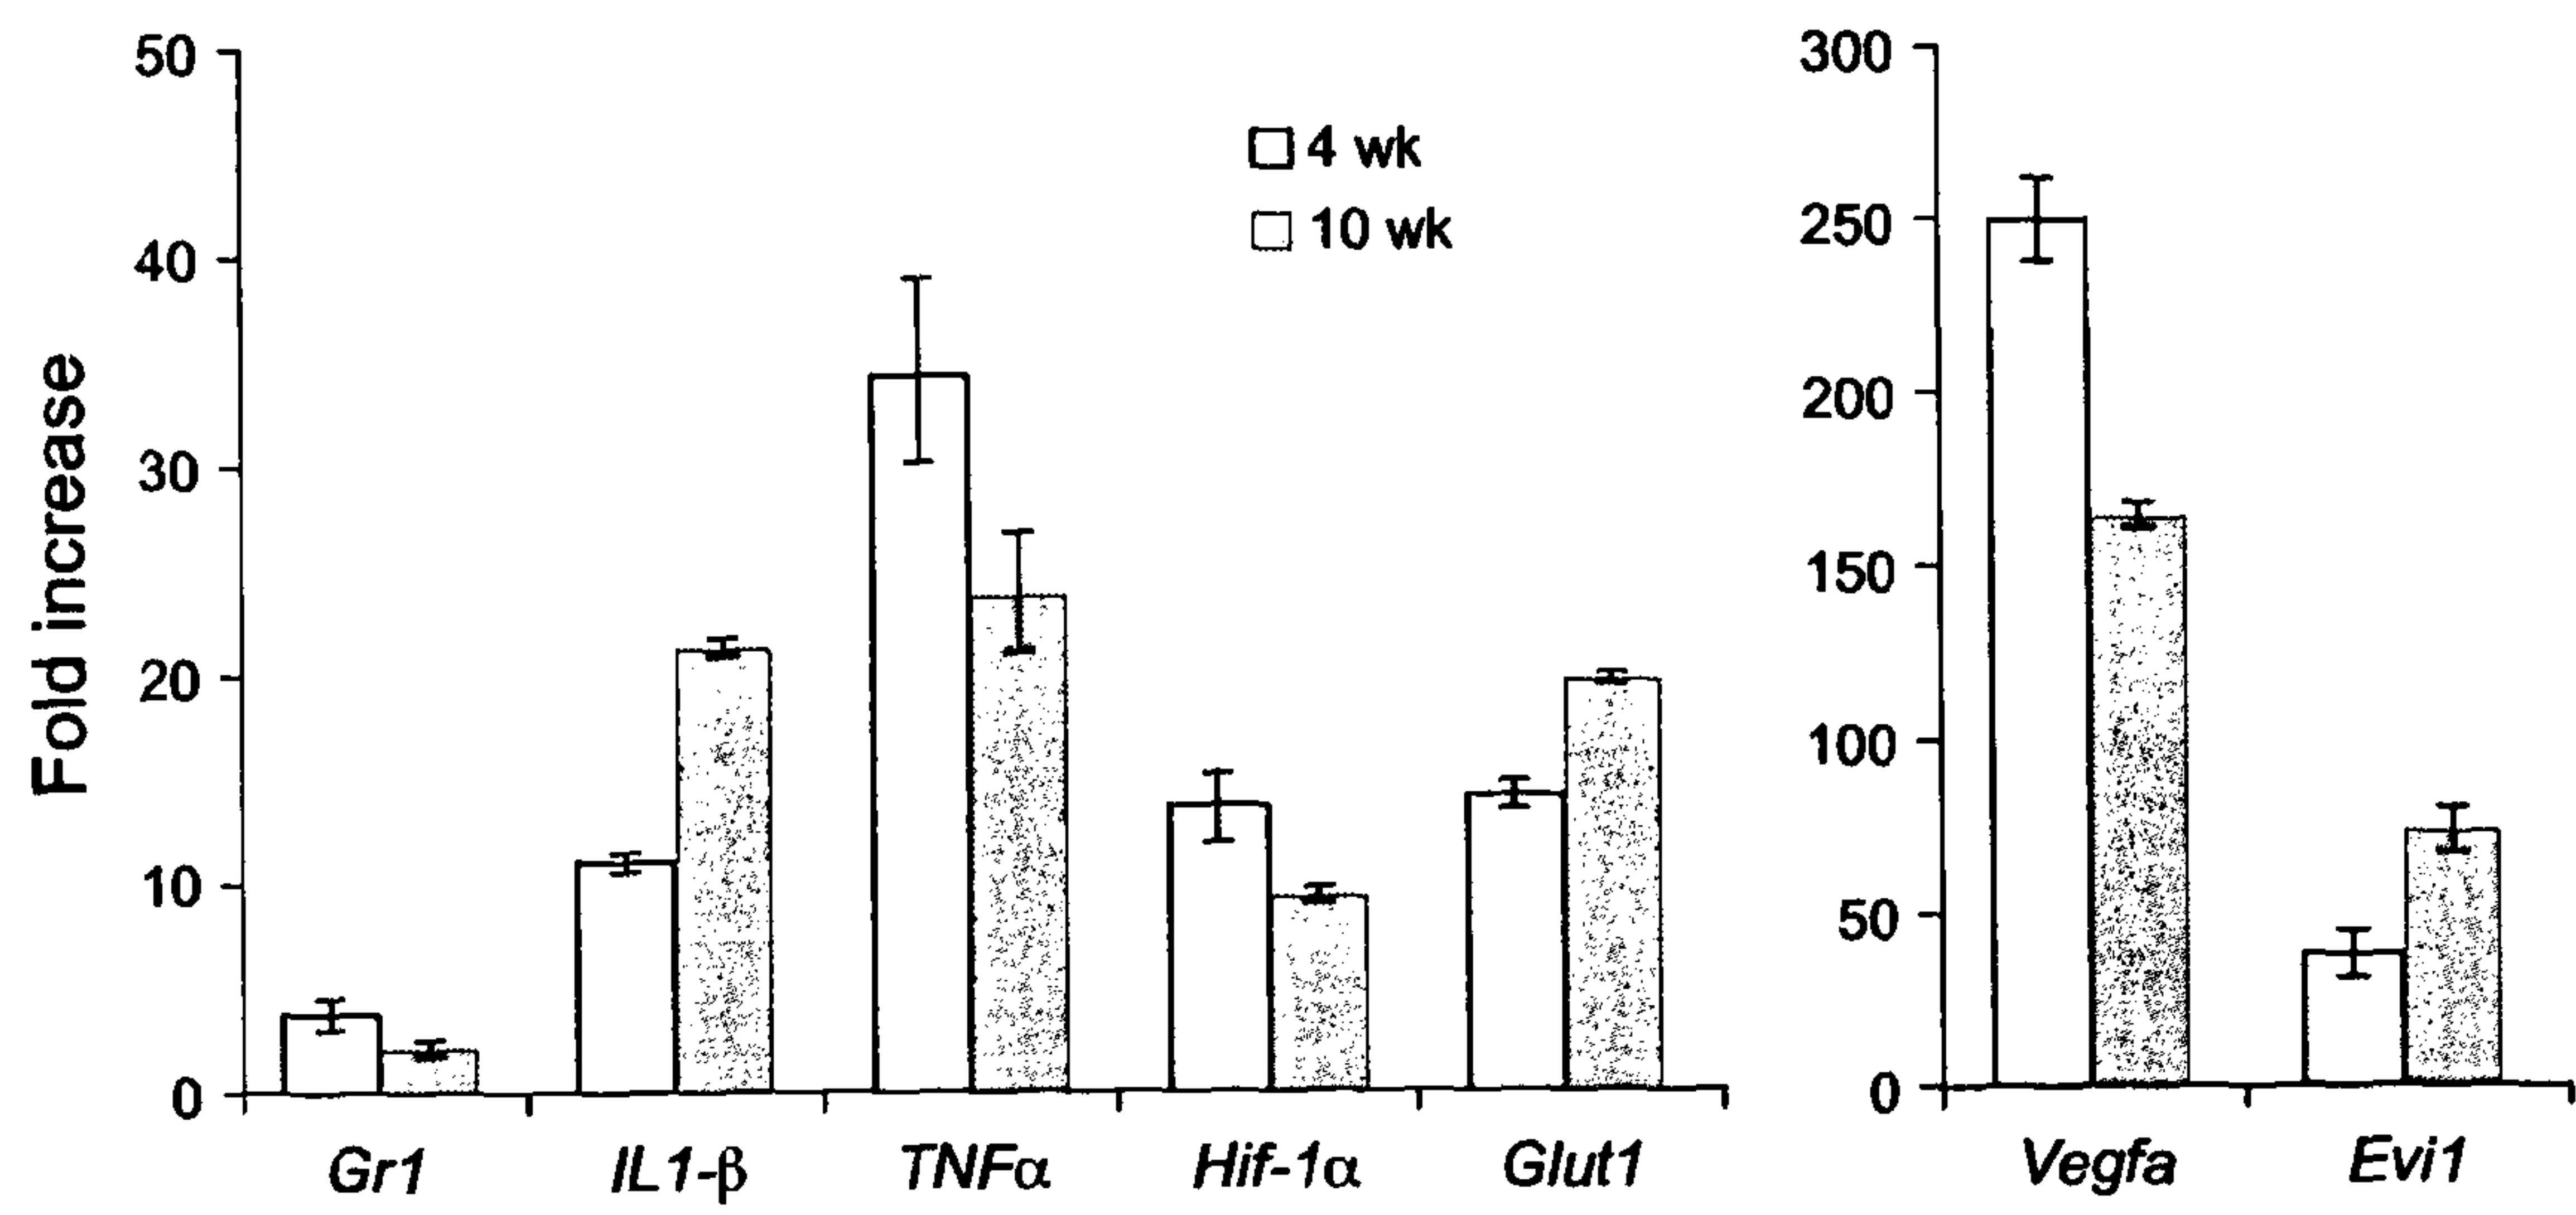 Fold increase
50
40
30
20
10
0
4 wk
10 wk
Gr1 IL1-β TNFα Hif-1α Glut1
300
250
200
150
100
50
0
Vegfa Evi1